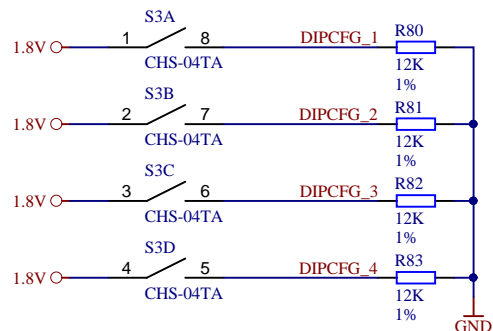 S3A
R80
1.8V 1 8 DIPCFG_1
CHS-04TA
12K
1%
S3B
R81
1.8V 2 7 DIPCFG_2
CHS-04TA
12K
1%
S3C
R82
1.8V 3 6 DIPCFG_3
CHS-04TA
12K
1%
S3D
R83
1.8V 4 5 DIPCFG_4
CHS-04TA
12K
1%
GND